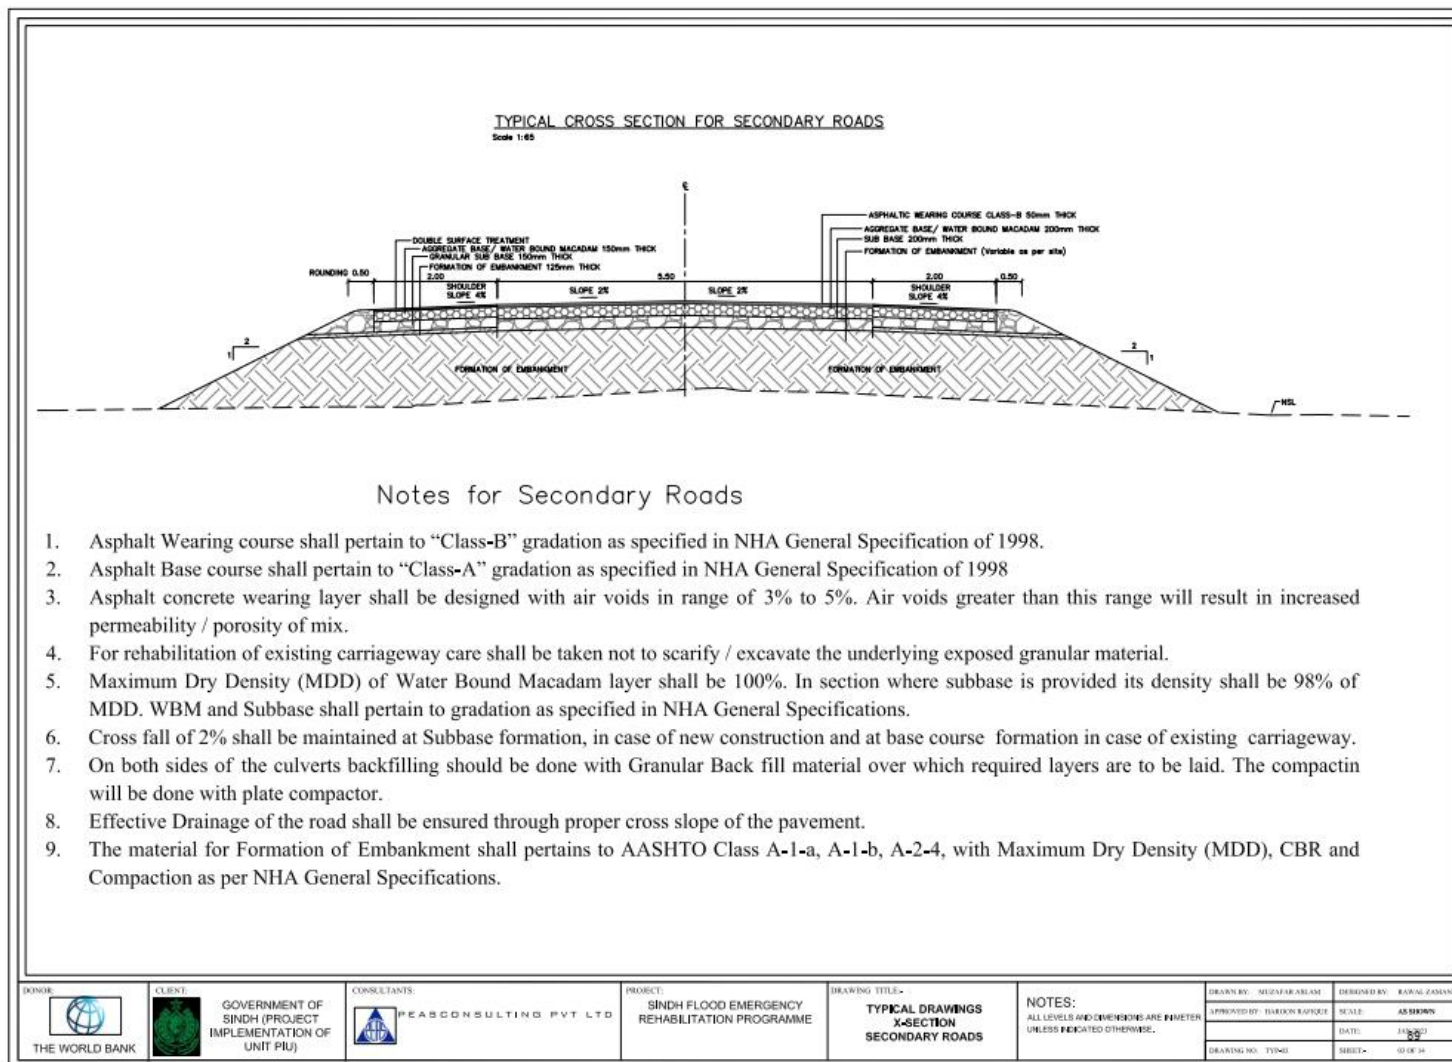 TYPICAL CROSS SECTION FOR SECONDARY ROADS
Scale 1:65
℄
ASPHALTIC WEARING COURSE CLASS-B 50mm THICK
AGGREGATE BASE/ WATER BOUND MACADAM 200mm THICK
SUB BASE 200mm THICK
FORMATION OF EMBANKMENT (Variable as per site)
DOUBLE SURFACE TREATMENT
AGGREGATE BASE/ WATER BOUND MACADAM 150mm THICK
GRANULAR SUB BASE 150mm THICK
FORMATION OF EMBANKMENT 125mm THICK
ROUNDING 0.50 2.00 5.50 2.00 0.50
SHOULDER
SLOPE 4%
SLOPE 2% SLOPE 2%
SHOULDER
SLOPE 4%
2
1
2
1
FORMATION OF EMBANKMENT FORMATION OF EMBANKMENT
NSL
Notes for Secondary Roads
1. Asphalt Wearing course shall pertain to “Class-B” gradation as specified in NHA General Specification of 1998.
2. Asphalt Base course shall pertain to “Class-A” gradation as specified in NHA General Specification of 1998
3. Asphalt concrete wearing layer shall be designed with air voids in range of 3% to 5%. Air voids greater than this range will result in increased
permeability / porosity of mix.
4. For rehabilitation of existing carriageway care shall be taken not to scarify / excavate the underlying exposed granular material.
5. Maximum Dry Density (MDD) of Water Bound Macadam layer shall be 100%. In section where subbase is provided its density shall be 98% of
MDD. WBM and Subbase shall pertain to gradation as specified in NHA General Specifications.
6. Cross fall of 2% shall be maintained at Subbase formation, in case of new construction and at base course formation in case of existing carriageway.
7. On both sides of the culverts backfilling should be done with Granular Back fill material over which required layers are to be laid. The compactin
will be done with plate compactor.
8. Effective Drainage of the road shall be ensured through proper cross slope of the pavement.
9. The material for Formation of Embankment shall pertains to AASHTO Class A-1-a, A-1-b, A-2-4, with Maximum Dry Density (MDD), CBR and
Compaction as per NHA General Specifications.
DONOR:
THE WORLD BANK
CLIENT:
GOVERNMENT OF
SINDH (PROJECT
IMPLEMENTATION OF
UNIT PIU)
CONSULTANTS:
PEASCONSULTING PVT LTD
PROJECT:
SINDH FLOOD EMERGENCY
REHABILITATION PROGRAMME
DRAWING TITLE:-
TYPICAL DRAWINGS
X-SECTION
SECONDARY ROADS
NOTES:
ALL LEVELS AND DIMENSIONS ARE IN METER
UNLESS INDICATED OTHERWISE.
DRAWN BY: MUZAFAR ABLAM
DESIGNED BY: RAWAL ZAMAN
APPROVED BY: HAROON RAFIQUE
SCALE: AS SHOWN
DATE:
89
DRAWING NO: TYP-03
SHEET:- 03 OF 14